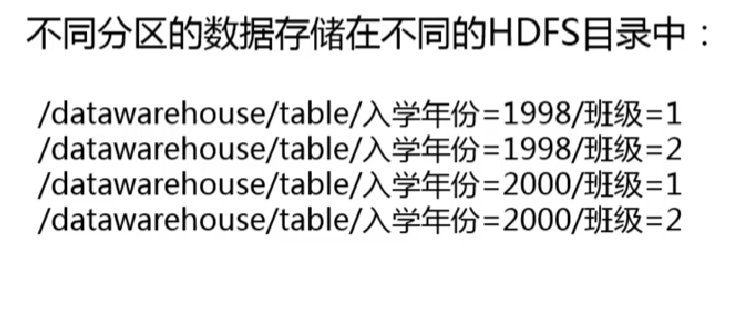 不同分区的数据存储在不同的HDFS目录中：
/datawarehouse/table/入学年份=1998/班级=1
/datawarehouse/table/入学年份=1998/班级=2
/datawarehouse/table/入学年份=2000/班级=1
/datawarehouse/table/入学年份=2000/班级=2